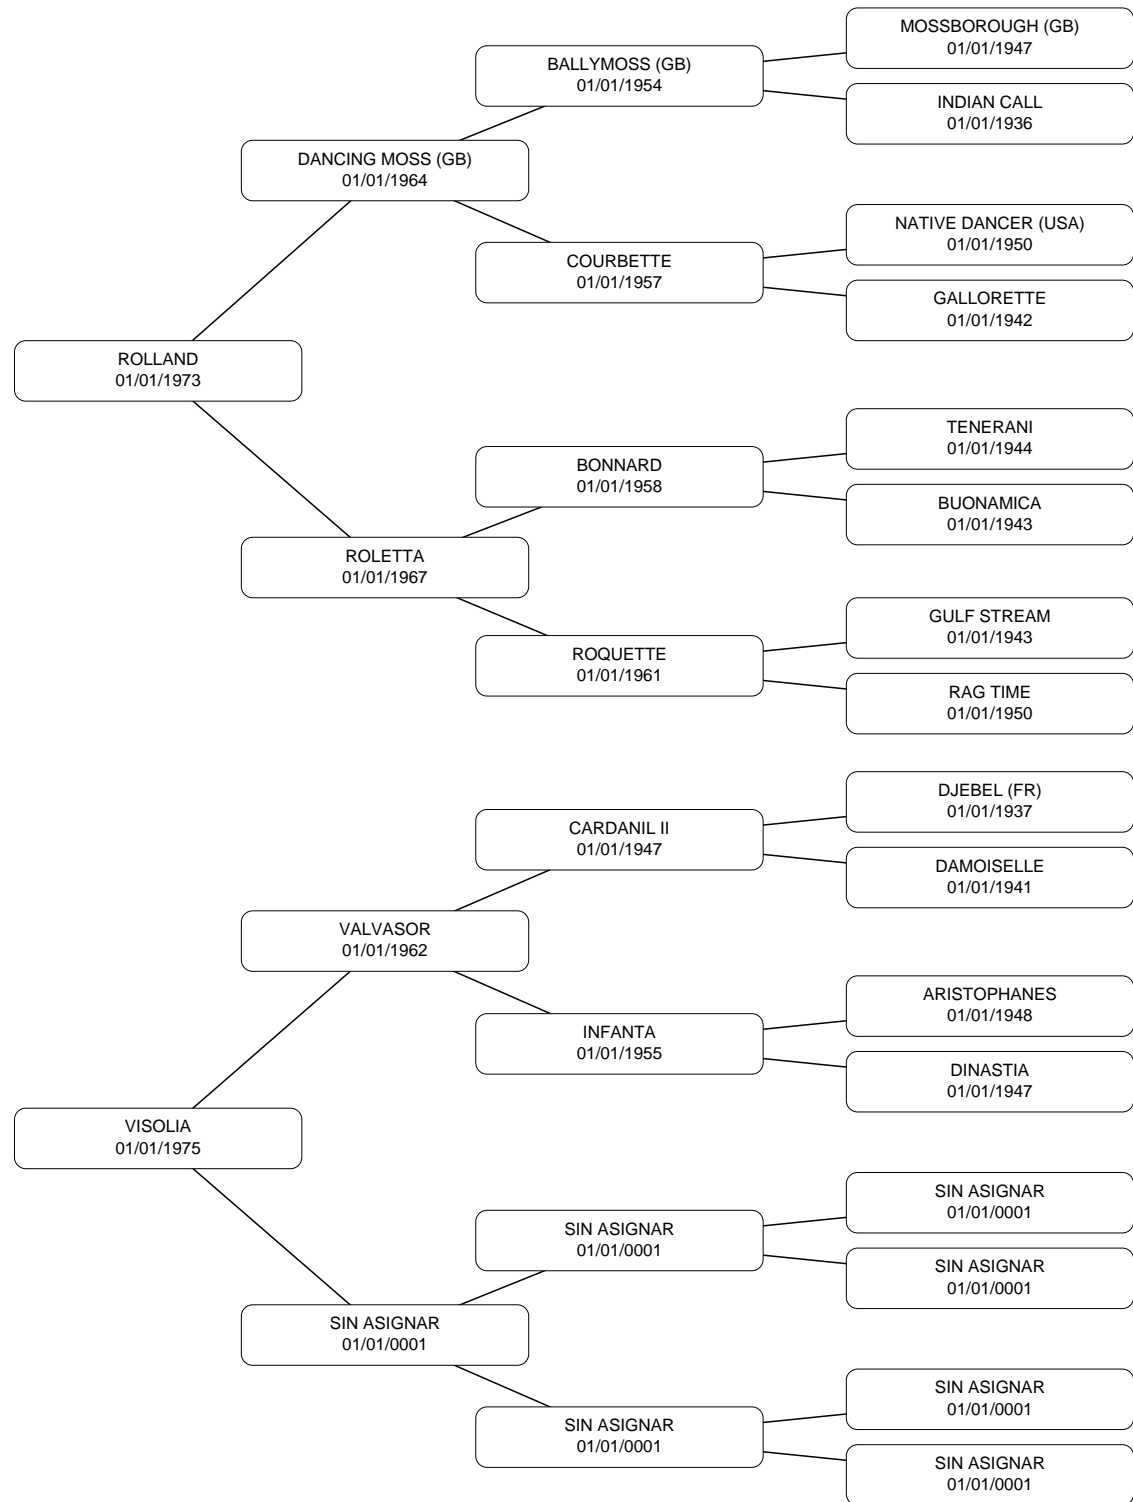 MOSSBOROUGH (GB)
01/01/1947
BALLYMOSS (GB)
01/01/1954
INDIAN CALL
01/01/1936
DANCING MOSS (GB)
01/01/1964
NATIVE DANCER (USA)
01/01/1950
COURBETTE
01/01/1957
GALLORETTE
01/01/1942
ROLLAND
01/01/1973
TENERANI
01/01/1944
BONNARD
01/01/1958
BUONAMICA
01/01/1943
ROLETTA
01/01/1967
GULF STREAM
01/01/1943
ROQUETTE
01/01/1961
RAG TIME
01/01/1950
DJEBEL (FR)
01/01/1937
CARDANIL II
01/01/1947
DAMOISELLE
01/01/1941
VALVASOR
01/01/1962
ARISTOPHANES
01/01/1948
INFANTA
01/01/1955
DINASTIA
01/01/1947
VISOLIA
01/01/1975
SIN ASIGNAR
01/01/0001
SIN ASIGNAR
01/01/0001
SIN ASIGNAR
01/01/0001
SIN ASIGNAR
01/01/0001
SIN ASIGNAR
01/01/0001
SIN ASIGNAR
01/01/0001
SIN ASIGNAR
01/01/0001